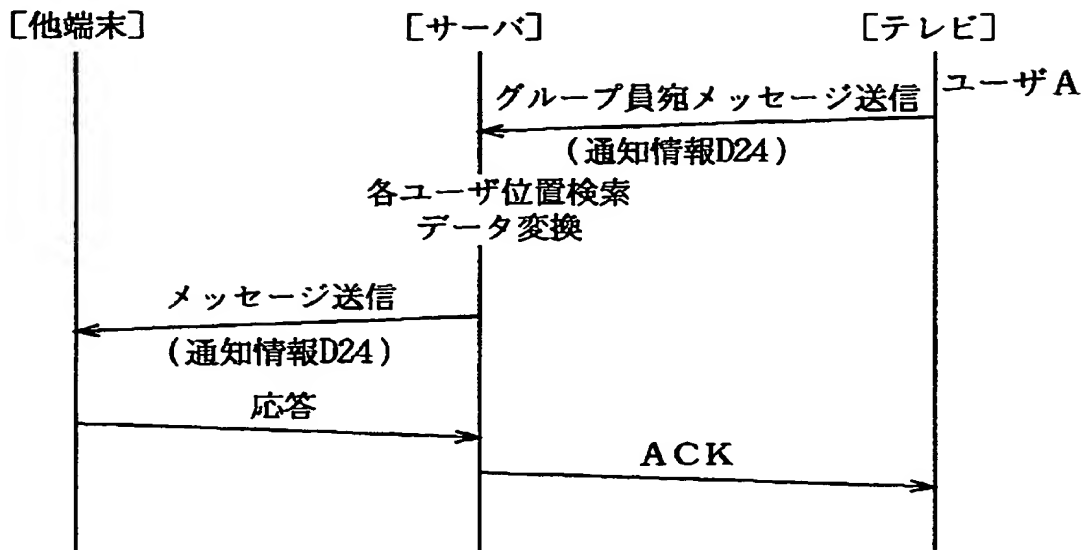 [他端末] [サーバ] [テレビ]
ユーザA
グループ員宛メッセージ送信
(通知情報D24)
各ユーザ位置検索
データ変換
メッセージ送信
(通知情報D24)
応答
ACK